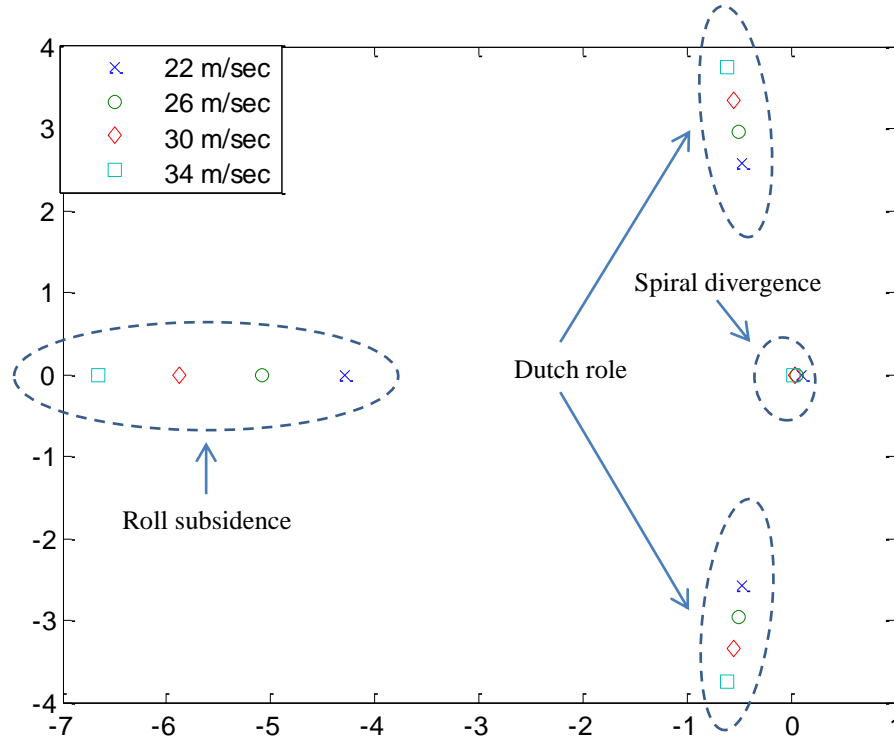 4
22 m/sec
26 m/sec
30 m/sec
34 m/sec
3
2
1
Spiral divergence
0
Dutch role
-1
Roll subsidence
-2
-3
-4
-7 -6 -5 -4 -3 -2 -1 0 1